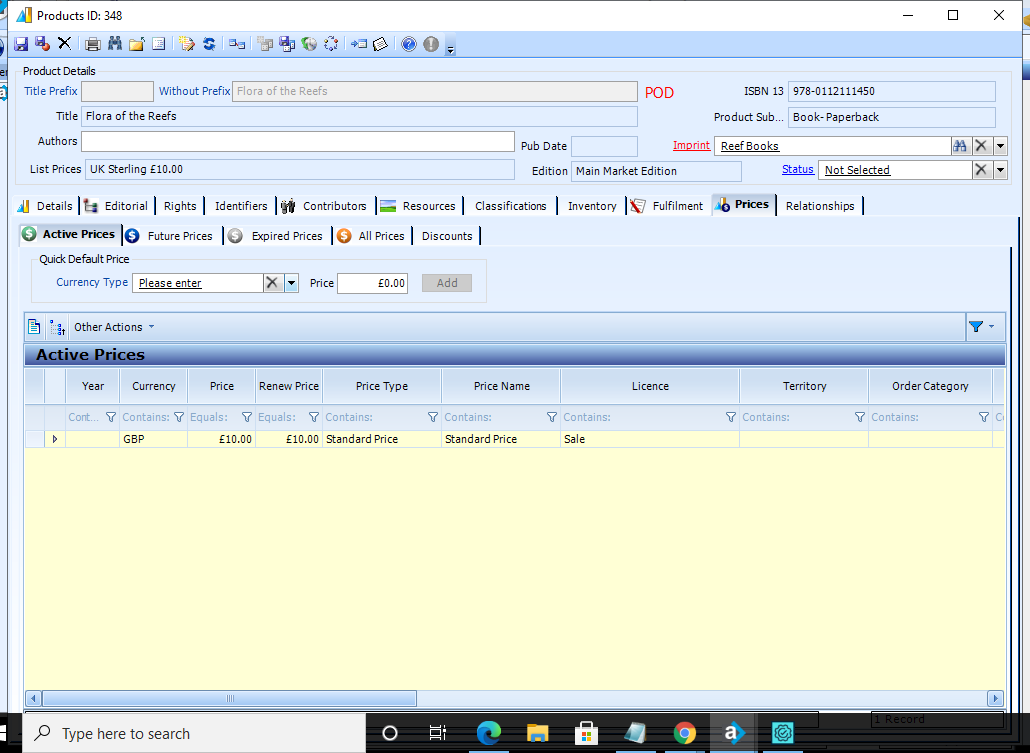 Products ID: 348
Product Details
Title Prefix Without Prefix Flora of the Reefs POD ISBN 13 978-0112111450
Title Flora of the Reefs Product Sub... Book- Paperback
Authors Pub Date Imprint Reef Books
List Prices UK Sterling £10.00 Edition Main Market Edition Status Not Selected
Details Editorial Rights Identifiers Contributors Resources Classifications Inventory Fulfilment Prices Relationships
Active Prices Future Prices Expired Prices All Prices Discounts
Quick Default Price
Currency Type Please enter Price £0.00 Add
Other Actions
Active Prices
Year Currency Price Renew Price Price Type Price Name Licence Territory Order Category
Cont... Contains: Equals: Equals: Contains: Contains: Contains: Contains: Contains: Co
GBP £10.00 £10.00 Standard Price Standard Price Sale
1 Record
Type here to search